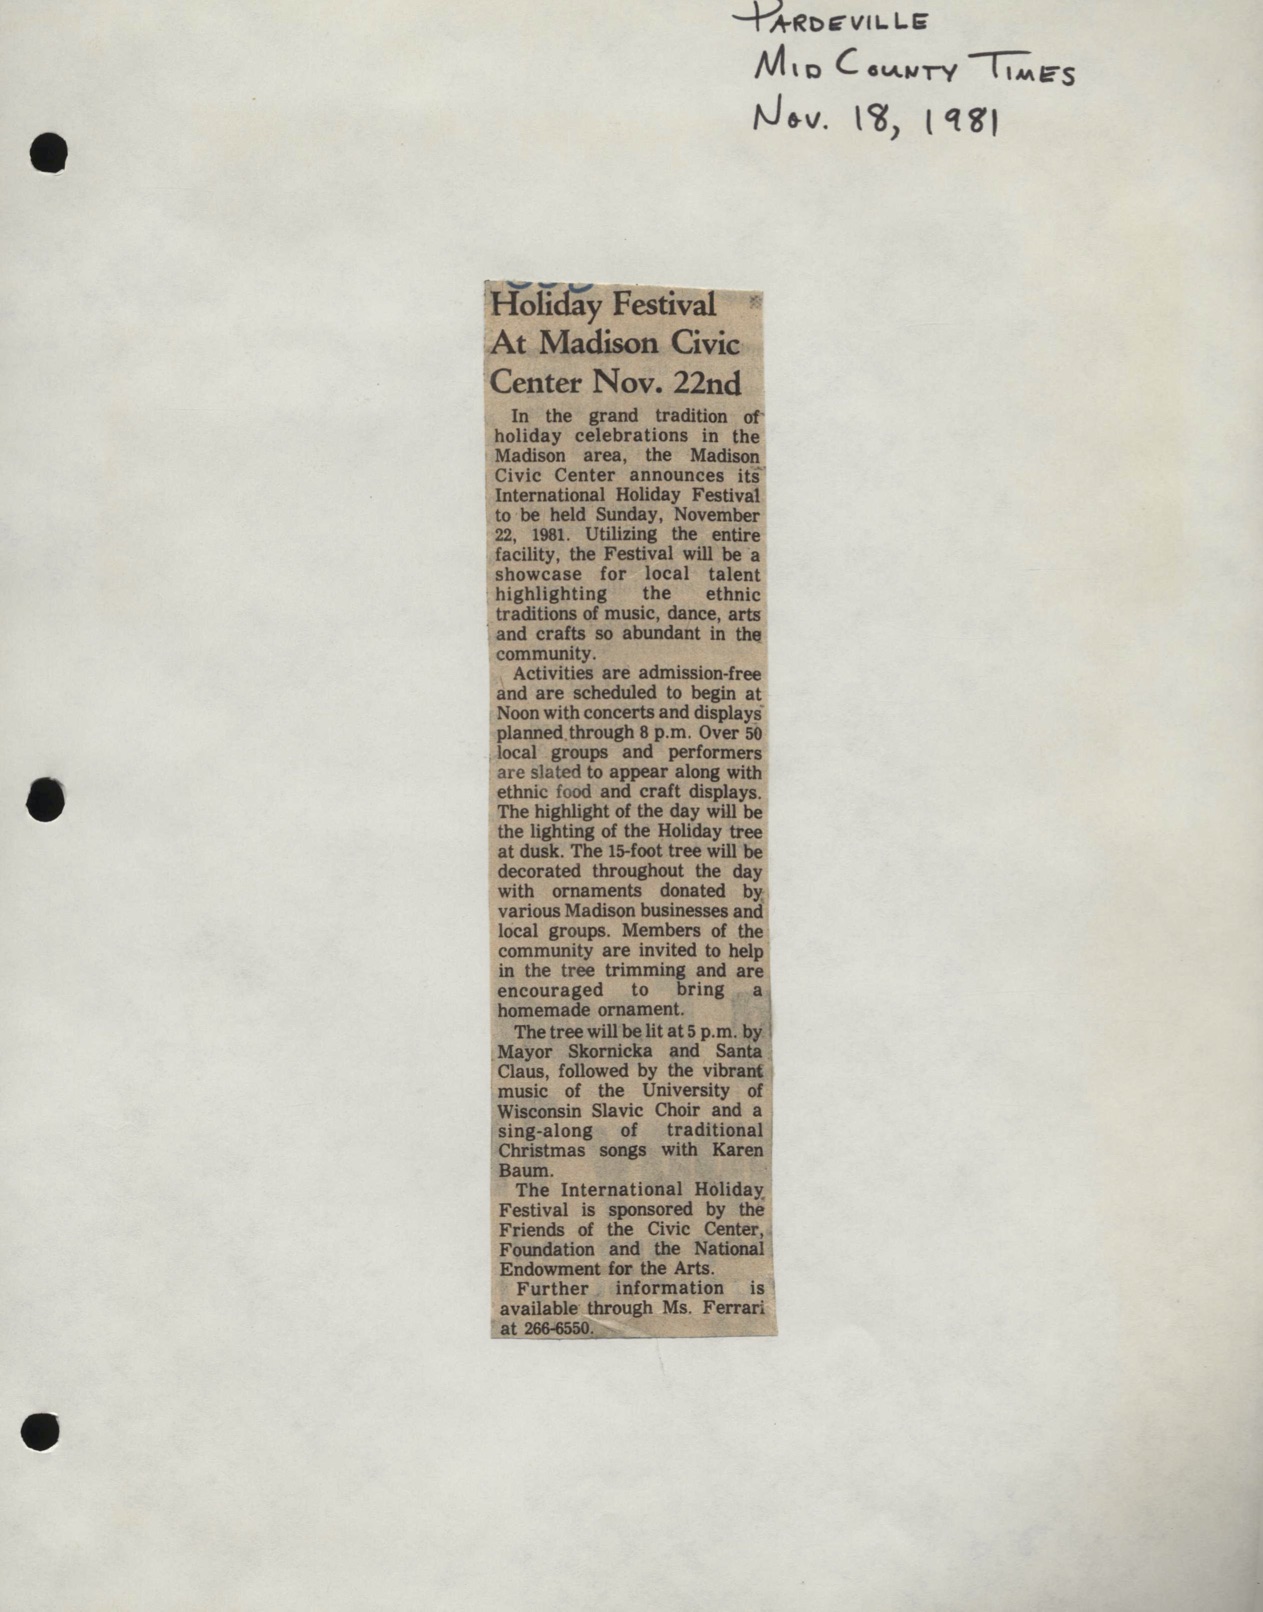 PARDEVILLE
MID COUNTY TIMES
Nov. 18, 1981
Holiday Festival
At Madison Civic
Center Nov. 22nd
In the grand tradition of
holiday celebrations in the
Madison area, the Madison
Civic Center announces its
International Holiday Festival
to be held Sunday, November
22, 1981. Utilizing the entire
facility, the Festival will be a
showcase for local talent
highlighting the ethnic
traditions of music, dance, arts
and crafts so abundant in the
community.
Activities are admission-free
and are scheduled to begin at
Noon with concerts and displays
planned through 8 p.m. Over 50
local groups and performers
are slated to appear along with
ethnic food and craft displays.
The highlight of the day will be
the lighting of the Holiday tree
at dusk. The 15-foot tree will be
decorated throughout the day
with ornaments donated by
various Madison businesses and
local groups. Members of the
community are invited to help
in the tree trimming and are
encouraged to bring a
homemade ornament.
The tree will be lit at 5 p.m. by
Mayor Skornicka and Santa
Claus, followed by the vibrant
music of the University of
Wisconsin Slavic Choir and a
sing-along of traditional
Christmas songs with Karen
Baum.
The International Holiday
Festival is sponsored by the
Friends of the Civic Center,
Foundation and the National
Endowment for the Arts.
Further information is
available through Ms. Ferrari
at 266-6550.